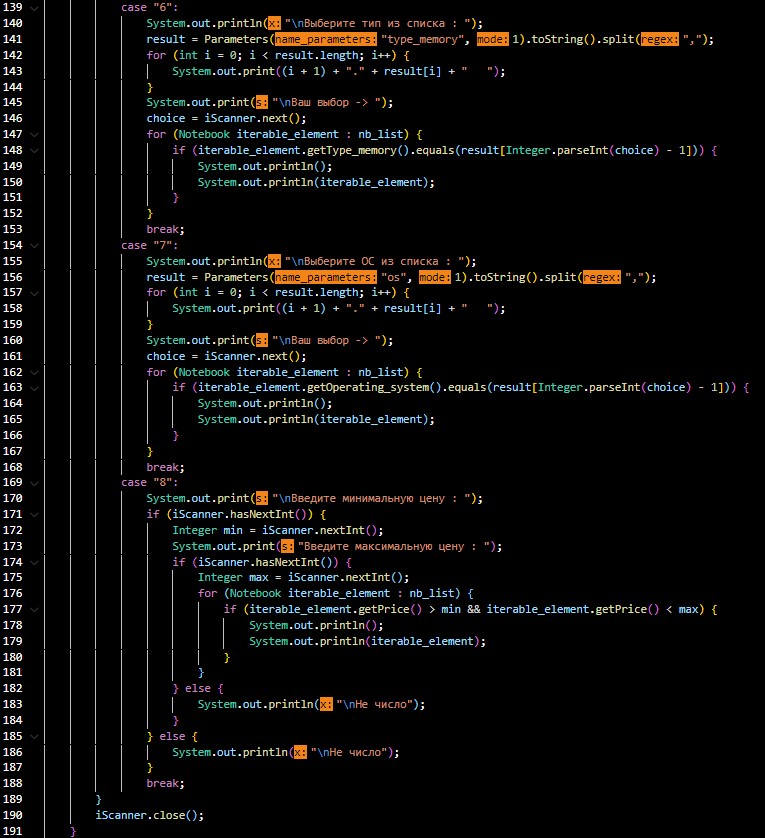 139 case "6":
140 System.out.println(x: "\nВыберите тип из списка : ");
141 result = Parameters(name_parameters: "type_memory", mode: 1).toString().split(regex: ",");
142 for (int i = 0; i < result.length; i++) {
143 System.out.print((i + 1) + "." + result[i] + "   ");
144 }
145 System.out.print(s: "\nВаш выбор -> ");
146 choice = iScanner.next();
147 for (Notebook iterable_element : nb_list) {
148 if (iterable_element.getType_memory().equals(result[Integer.parseInt(choice) - 1])) {
149 System.out.println();
150 System.out.println(iterable_element);
151 }
152 }
153 break;
154 case "7":
155 System.out.println(x: "\nВыберите ОС из списка : ");
156 result = Parameters(name_parameters: "os", mode: 1).toString().split(regex: ",");
157 for (int i = 0; i < result.length; i++) {
158 System.out.print((i + 1) + "." + result[i] + "   ");
159 }
160 System.out.print(s: "\nВаш выбор -> ");
161 choice = iScanner.next();
162 for (Notebook iterable_element : nb_list) {
163 if (iterable_element.getOperating_system().equals(result[Integer.parseInt(choice) - 1])) {
164 System.out.println();
165 System.out.println(iterable_element);
166 }
167 }
168 break;
169 case "8":
170 System.out.print(s: "\nВведите минимальную цену : ");
171 if (iScanner.hasNextInt()) {
172 Integer min = iScanner.nextInt();
173 System.out.print(s: "Введите максимальную цену : ");
174 if (iScanner.hasNextInt()) {
175 Integer max = iScanner.nextInt();
176 for (Notebook iterable_element : nb_list) {
177 if (iterable_element.getPrice() > min && iterable_element.getPrice() < max) {
178 System.out.println();
179 System.out.println(iterable_element);
180 }
181 }
182 } else {
183 System.out.println(x: "\nНе число");
184 }
185 } else {
186 System.out.println(x: "\nНе число");
187 }
188 break;
189 }
190 iScanner.close();
191 }